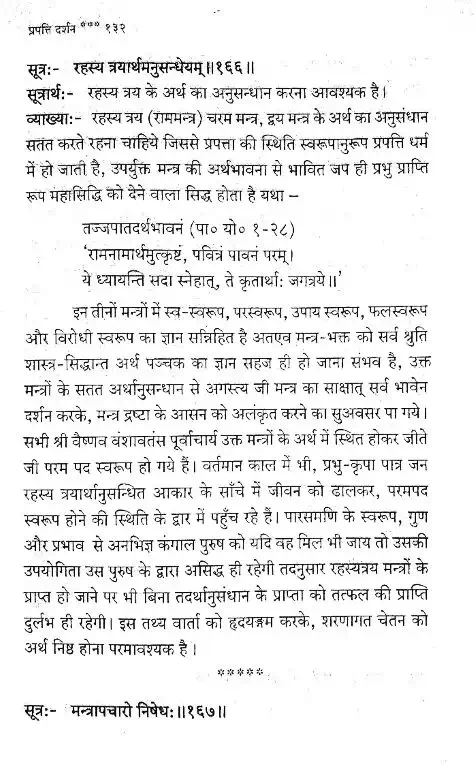 प्रपत्ति दर्शन *** १३२
सूत्र:- रहस्य त्रयार्थमनुसन्धेयम्॥१६६॥
सूत्रार्थ:- रहस्य त्रय के अर्थ का अनुसन्धान करना आवश्यक है।
व्याख्या:- रहस्य त्रय (राममन्त्र) चरम मन्त्र, द्वय मन्त्र के अर्थ का अनुसंधान
सतत करते रहना चाहिये जिससे प्रपत्ता की स्थिति स्वरूपानुरूप प्रपत्ति धर्म
में हो जाती है, उपर्युक्त मन्त्र की अर्थभावना से भावित जप ही प्रभु प्राप्ति
रूप महासिद्धि को देने वाला सिद्ध होता है यथा –
तज्जपातदर्थभावनं (पा० यो० १-२८)
'रामनामार्थमुत्कृष्टं, पवित्रं पावनं परम्।
ये ध्यायन्ति सदा स्नेहात्, ते कृतार्था: जगत्रये॥'
इन तीनों मन्त्रों में स्व-स्वरूप, परस्वरूप, उपाय स्वरूप, फलस्वरूप
और विरोधी स्वरूप का ज्ञान सन्निहित है अतएव मन्त्र-भक्त को सर्व श्रुति
शास्त्र-सिद्धान्त अर्थ पञ्चक का ज्ञान सहज ही हो जाना संभव है, उक्त
मन्त्रों के सतत अर्थानुसन्धान से अगस्त्य जी मन्त्र का साक्षात् सर्व भावेन
दर्शन करके, मन्त्र द्रष्टा के आसन को अलंकृत करने का सुअवसर पा गये।
सभी श्री वैष्णव वंशावतंस पूर्वाचार्य उक्त मन्त्रों के अर्थ में स्थित होकर जीते
जी परम पद स्वरूप हो गये हैं। वर्तमान काल में भी, प्रभु-कृपा पात्र जन
रहस्य त्रयार्थानुसन्धित आकार के साँचे में जीवन को ढालकर, परमपद
स्वरूप होने की स्थिति के द्वार में पहुँच रहे हैं। पारसमणि के स्वरूप, गुण
और प्रभाव से अनभिज्ञ कंगाल पुरुष को यदि वह मिल भी जाय तो उसकी
उपयोगिता उस पुरुष के द्वारा असिद्ध ही रहेगी तदनुसार रहस्यत्रय मन्त्रों के
प्राप्त हो जाने पर भी बिना तदर्थानुसंधान के प्राप्ता को तत्फल की प्राप्ति
दुर्लभ ही रहेगी। इस तथ्य वार्ता को हृदयङ्गम करके, शरणागत चेतन को
अर्थ निष्ठ होना परमावश्यक है।
*****
सूत्र:- मन्त्रापचारो निषेध:॥१६७॥